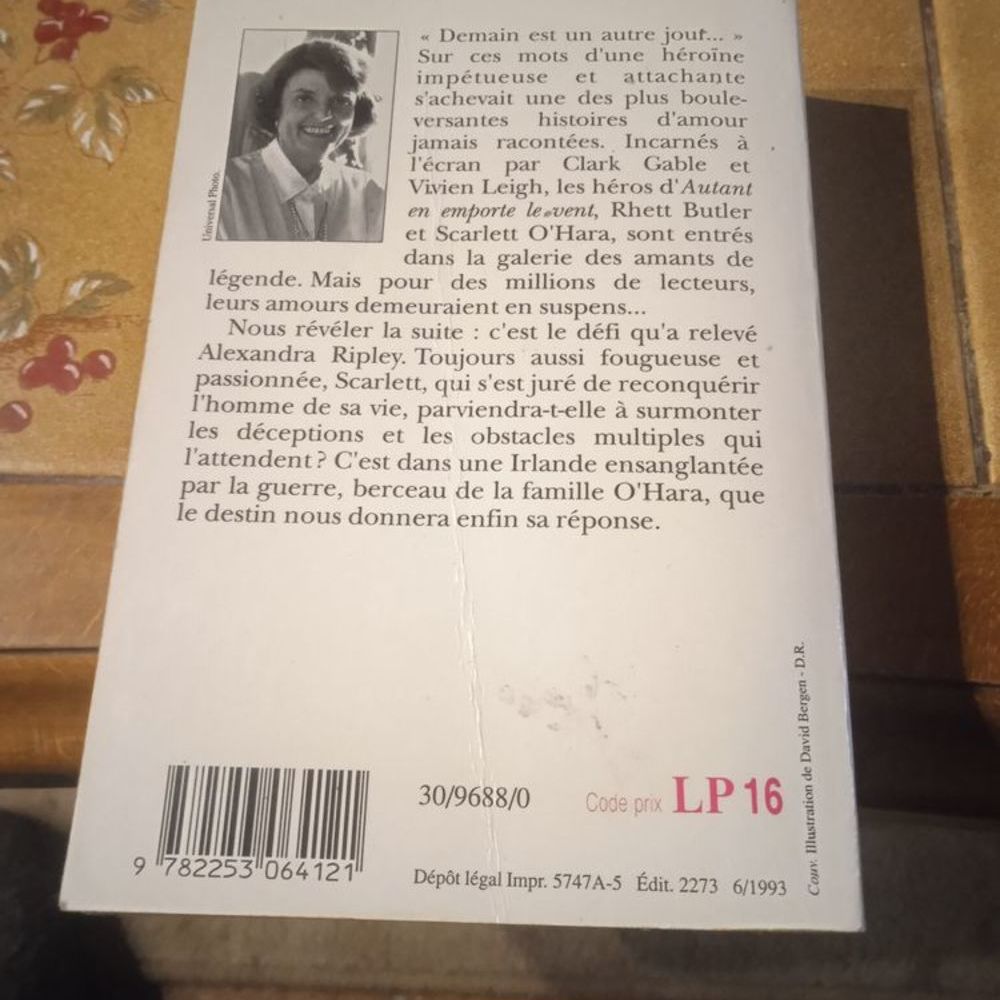 « Demain est un autre jour... »
Sur ces mots d'une héroïne
impétueuse et attachante
s'achevait une des plus boule-
versantes histoires d'amour
jamais racontées. Incarnés à
l'écran par Clark Gable et
Vivien Leigh, les héros d'Autant
en emporte le vent, Rhett Butler
et Scarlett O'Hara, sont entrés
dans la galerie des amants de
légende. Mais pour des millions de lecteurs,
leurs amours demeuraient en suspens...
Nous révéler la suite : c'est le défi qu'a relevé
Alexandra Ripley. Toujours aussi fougueuse et
passionnée, Scarlett, qui s'est juré de reconquérir
l'homme de sa vie, parviendra-t-elle à surmonter
les déceptions et les obstacles multiples qui
l'attendent ? C'est dans une Irlande ensanglantée
par la guerre, berceau de la famille O'Hara, que
le destin nous donnera enfin sa réponse.
Universal Photo.
30/9688/0
Code prix LP 16
9 782253 064121
Dépôt légal Impr. 5747A-5 Édit. 2273 6/1993
Couv. Illustration de David Bergen - D.R.